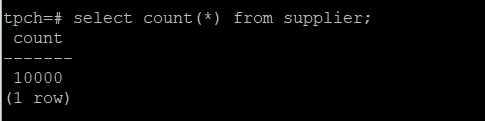 tpch=# select count(*) from supplier;
count
-------
10000
(1 row)